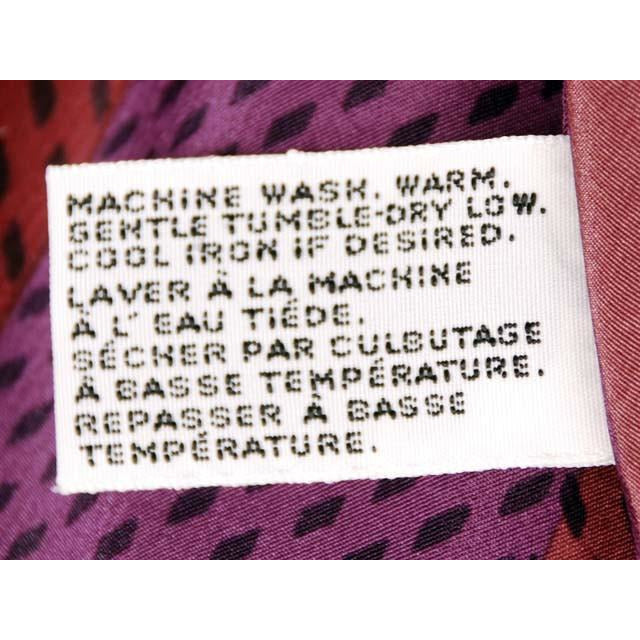 MACHINE WASH. WARM.
GENTLE TUMBLE-DRY LOW.
COOL IRON IF DESIRED.
LAVER À LA MACHINE
À L' EAU TIÉDE.
SÉCHER PAR CULBUTAGE
À BASSE TEMPÉRATURE.
REPASSER À BASSE
TEMPÉRATURE.